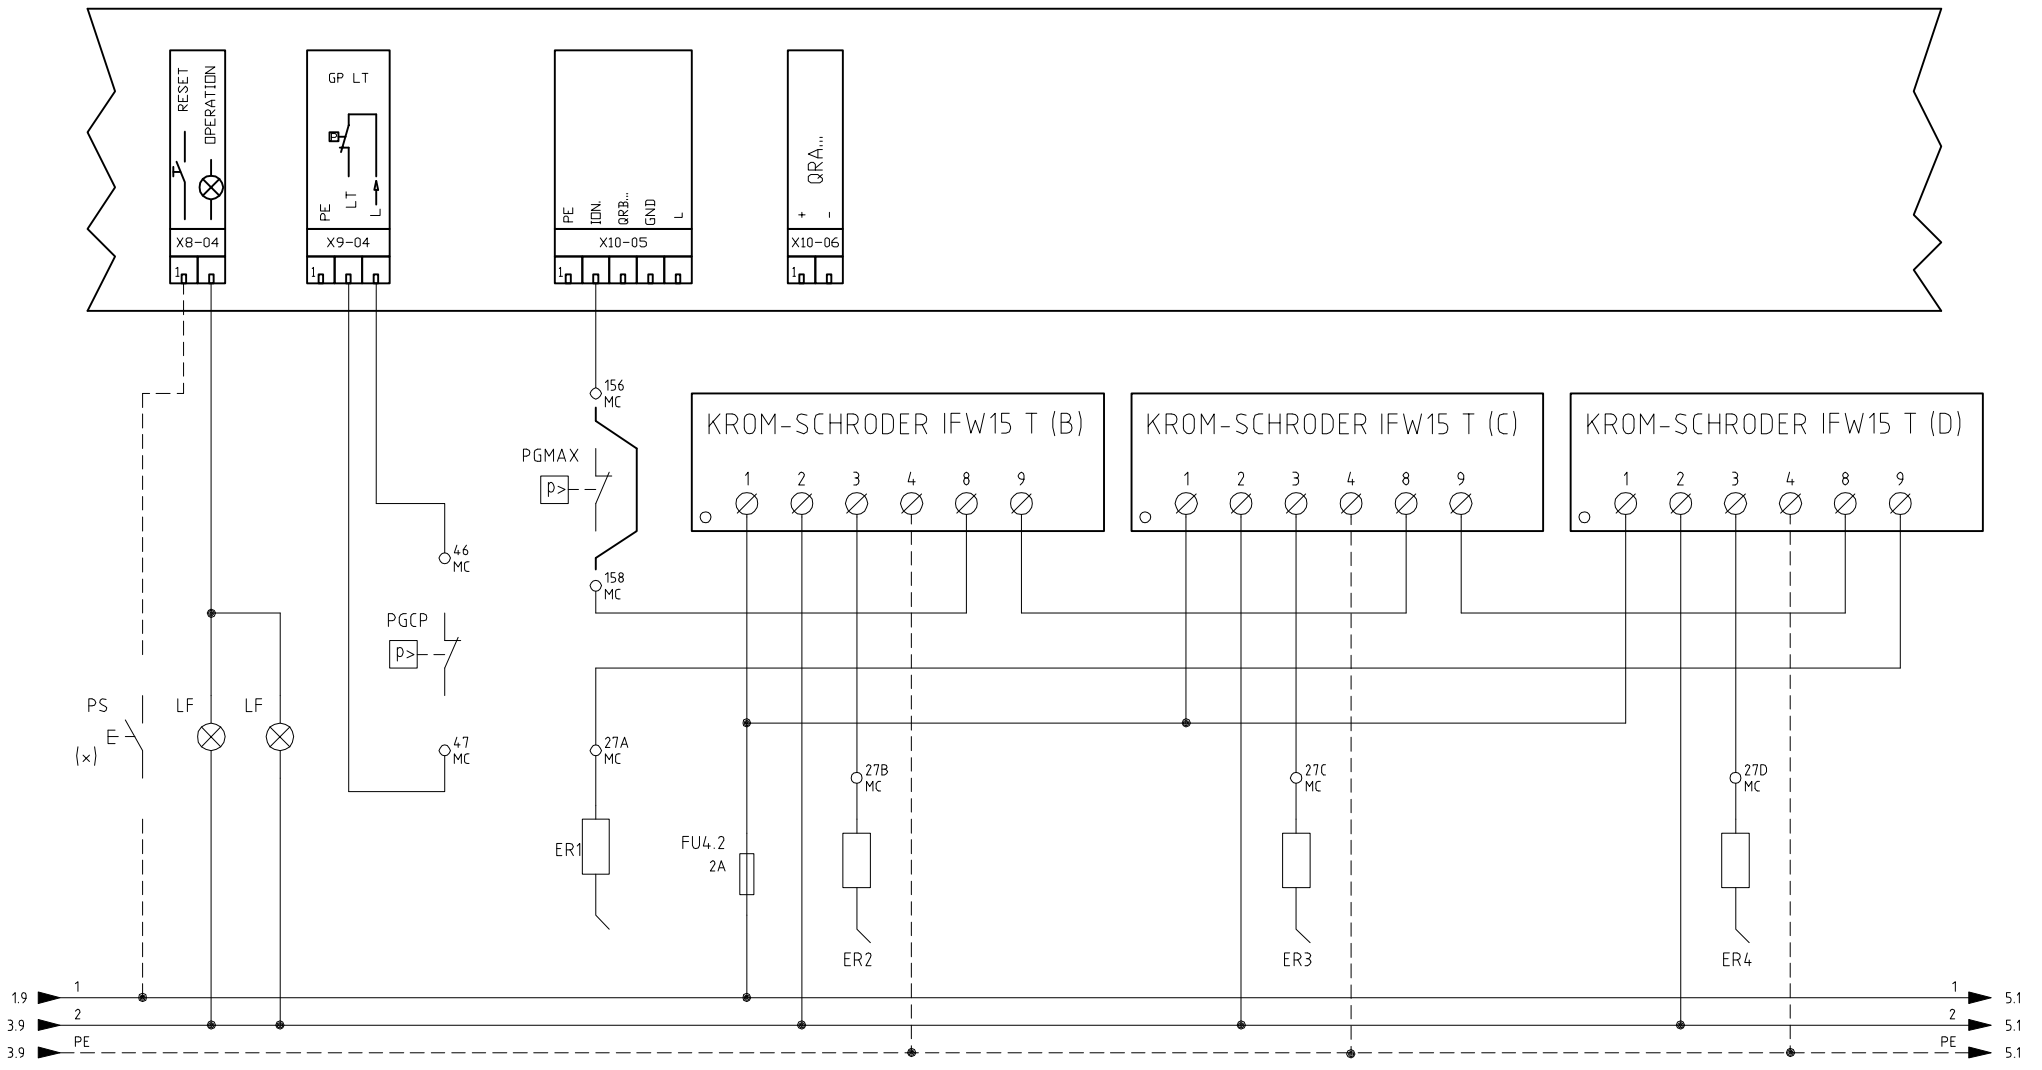 RESET
OPERATION
X8-04
1
GP LT
P
PE
LT
L
X9-04
1
PE
ION.
QRB...
GND
L
X10-05
1
QRA...
+
-
X10-06
1
156
MC
PGMAX
P>
158
MC
KROM-SCHRODER IFW15 T (B)
1 2 3 4 8 9
KROM-SCHRODER IFW15 T (C)
1 2 3 4 8 9
KROM-SCHRODER IFW15 T (D)
1 2 3 4 8 9
46
MC
PGCP
P>
47
MC
PS
(x)
LF
LF
27A
MC
27B
MC
27C
MC
27D
MC
ER1
FU4.2
2A
ER2
ER3
ER4
1.9 1 1 5.1
3.9 2 2 5.1
3.9 PE PE 5.1